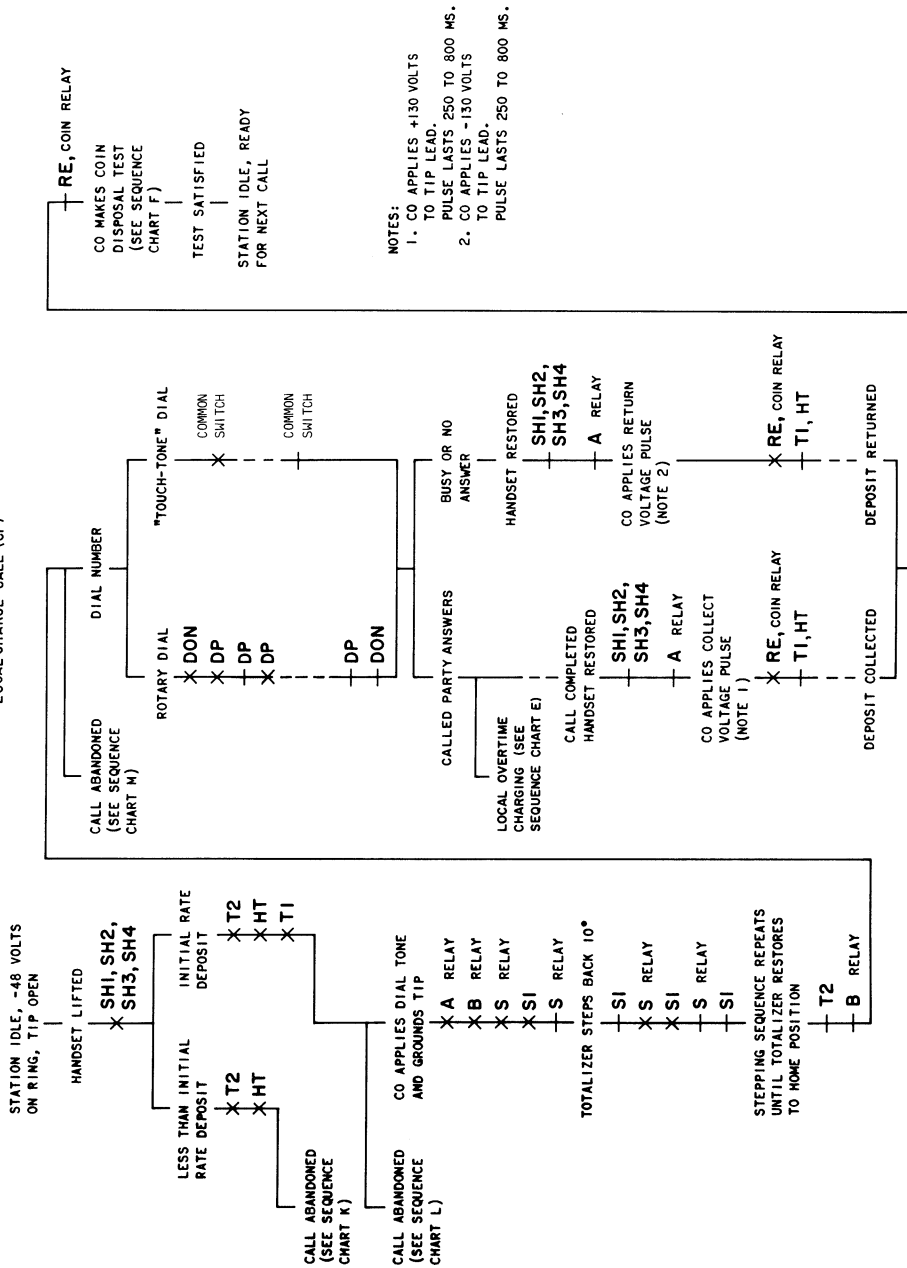 STATION IDLE, -48 VOLTS
ON RING, TIP OPEN
HANDSET LIFTED
SH1, SH2,
SH3, SH4
LESS THAN INITIAL
RATE DEPOSIT
T2
HT
CALL ABANDONED
(SEE SEQUENCE
CHART K)
INITIAL RATE
DEPOSIT
T2
HT
T1
CALL ABANDONED
(SEE SEQUENCE
CHART L)
CO APPLIES DIAL TONE
AND GROUNDS TIP
A RELAY
B RELAY
S RELAY
S1
S RELAY
TOTALIZER STEPS BACK 10°
S1
S RELAY
S1
S RELAY
S1
STEPPING SEQUENCE REPEATS
UNTIL TOTALIZER RESTORES
TO HOME POSITION
T2
B RELAY
CALL ABANDONED
(SEE SEQUENCE
CHART M)
DIAL NUMBER
ROTARY DIAL
DON
DP
DP
DP
DP
DON
"TOUCH-TONE" DIAL
COMMON
SWITCH
COMMON
SWITCH
CALLED PARTY ANSWERS
LOCAL OVERTIME
CHARGING (SEE
SEQUENCE CHART E)
CALL COMPLETED
HANDSET RESTORED
SH1, SH2,
SH3, SH4
A RELAY
CO APPLIES COLLECT
VOLTAGE PULSE
(NOTE 1)
RE, COIN RELAY
T1, HT
DEPOSIT COLLECTED
BUSY OR NO
ANSWER
HANDSET RESTORED
SH1, SH2,
SH3, SH4
A RELAY
CO APPLIES RETURN
VOLTAGE PULSE
(NOTE 2)
RE, COIN RELAY
T1, HT
DEPOSIT RETURNED
RE, COIN RELAY
CO MAKES COIN
DISPOSAL TEST
(SEE SEQUENCE
CHART F)
TEST SATISFIED
STATION IDLE, READY
FOR NEXT CALL
NOTES:
1. CO APPLIES +130 VOLTS
TO TIP LEAD.
PULSE LASTS 250 TO 800 MS.
2. CO APPLIES -130 VOLTS
TO TIP LEAD.
PULSE LASTS 250 TO 800 MS.